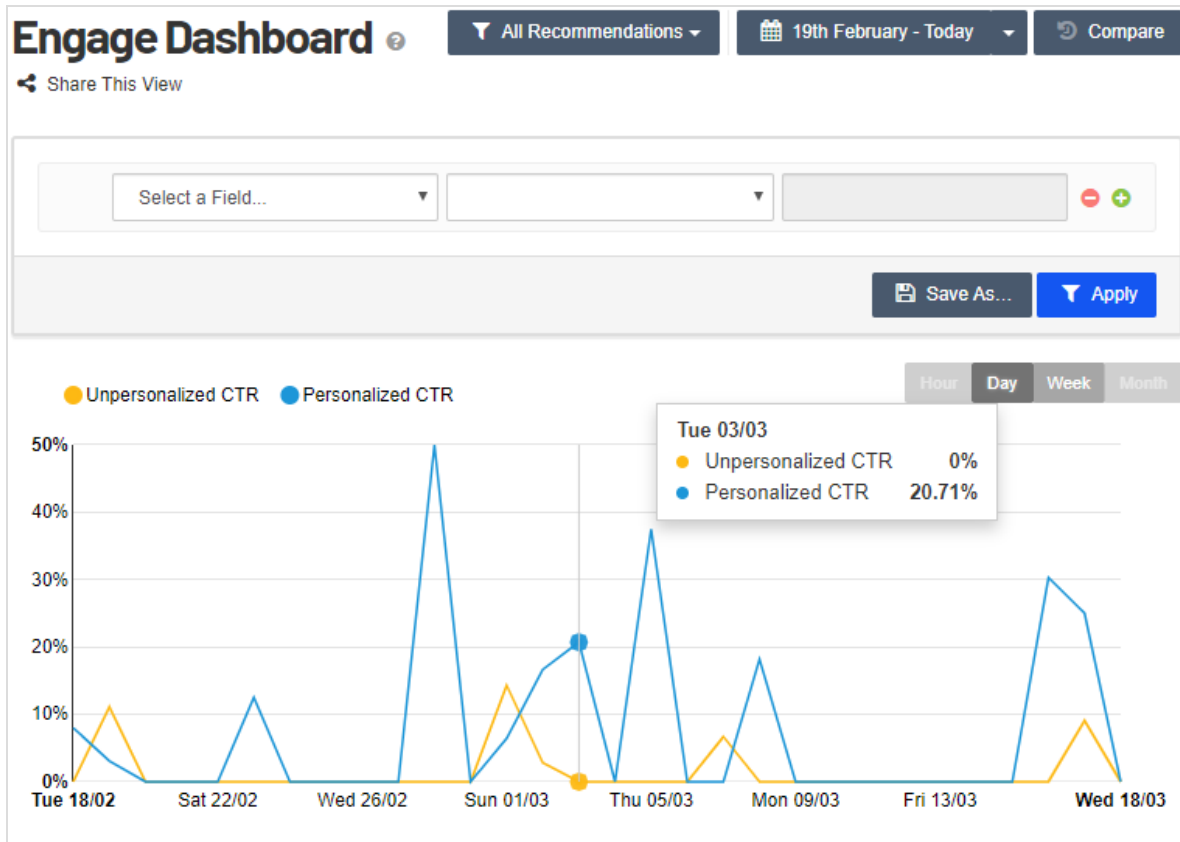 Engage Dashboard ?
All Recommendations
19th February - Today
Compare
Share This View
Select a Field...
Save As...
Apply
Unpersonalized CTR
Personalized CTR
Hour
Day
Week
Month
Tue 03/03
Unpersonalized CTR 0%
Personalized CTR 20.71%
50%
40%
30%
20%
10%
0%
Tue 18/02
Sat 22/02
Wed 26/02
Sun 01/03
Thu 05/03
Mon 09/03
Fri 13/03
Wed 18/03